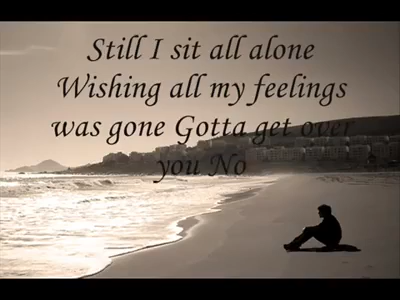 Still I sit all alone
Wishing all my feelings
was gone Gotta get over
you No